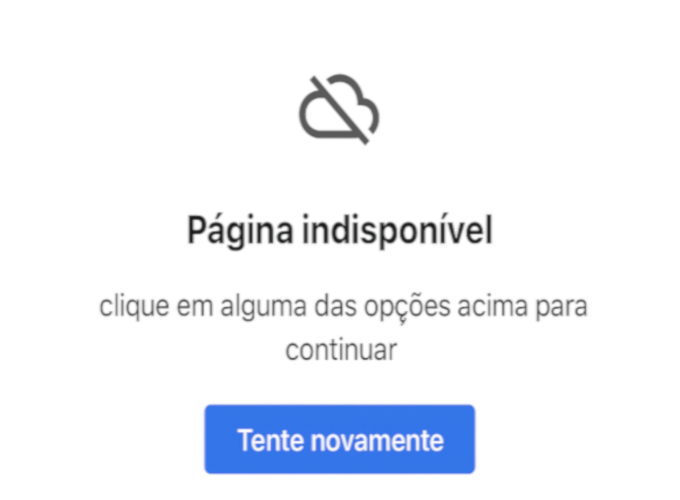 Página indisponível
clique em alguma das opções acima para
continuar
Tente novamente